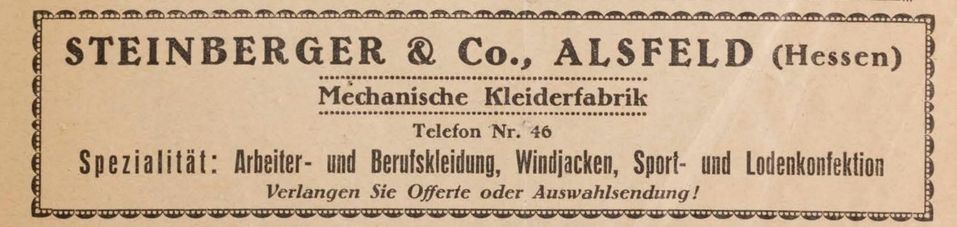 STEINBERGER & Co., ALSFELD (Hessen)
Mechanische Kleiderfabrik
Telefon Nr. 46
Spezialität: Arbeiter- und Berufskleidung, Windjacken, Sport- und Lodenkonfektion
Verlangen Sie Offerte oder Auswahlsendung!